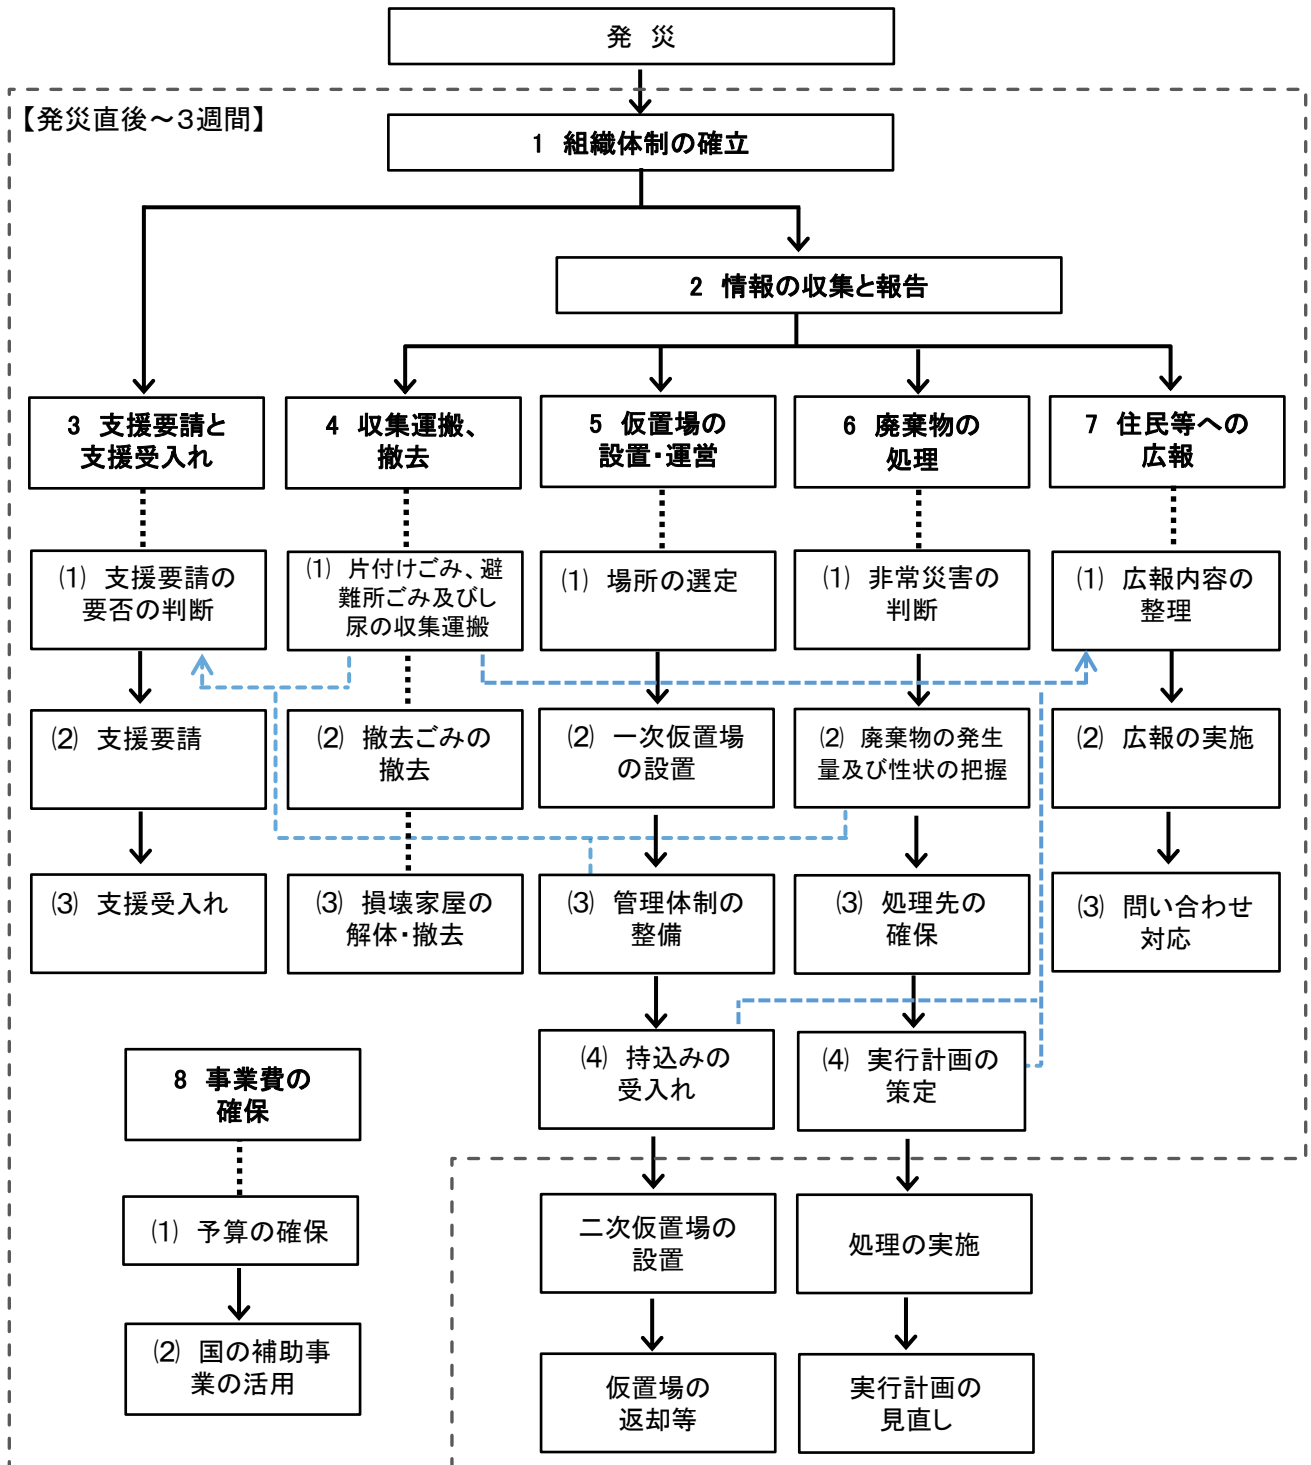 発 災
【発災直後～3週間】
1 組織体制の確立
2 情報の収集と報告
3 支援要請と
支援受入れ
4 収集運搬、
撤去
5 仮置場の
設置・運営
6 廃棄物の
処理
7 住民等への
広報
⑴ 支援要請の
要否の判断
⑴ 片付けごみ、避
難所ごみ及びし
尿の収集運搬
⑴ 場所の選定
⑴ 非常災害の
判断
⑴ 広報内容の
整理
⑵ 支援要請
⑵ 撤去ごみの
撤去
⑵ 一次仮置場
の設置
⑵ 廃棄物の発生
量及び性状の把握
⑵ 広報の実施
⑶ 支援受入れ
⑶ 損壊家屋の
解体・撤去
⑶ 管理体制の
整備
⑶ 処理先の
確保
⑶ 問い合わせ
対応
⑷ 持込みの
受入れ
⑷ 実行計画の
策定
8 事業費の
確保
⑴ 予算の確保
⑵ 国の補助事
業の活用
二次仮置場の
設置
処理の実施
仮置場の
返却等
実行計画の
見直し